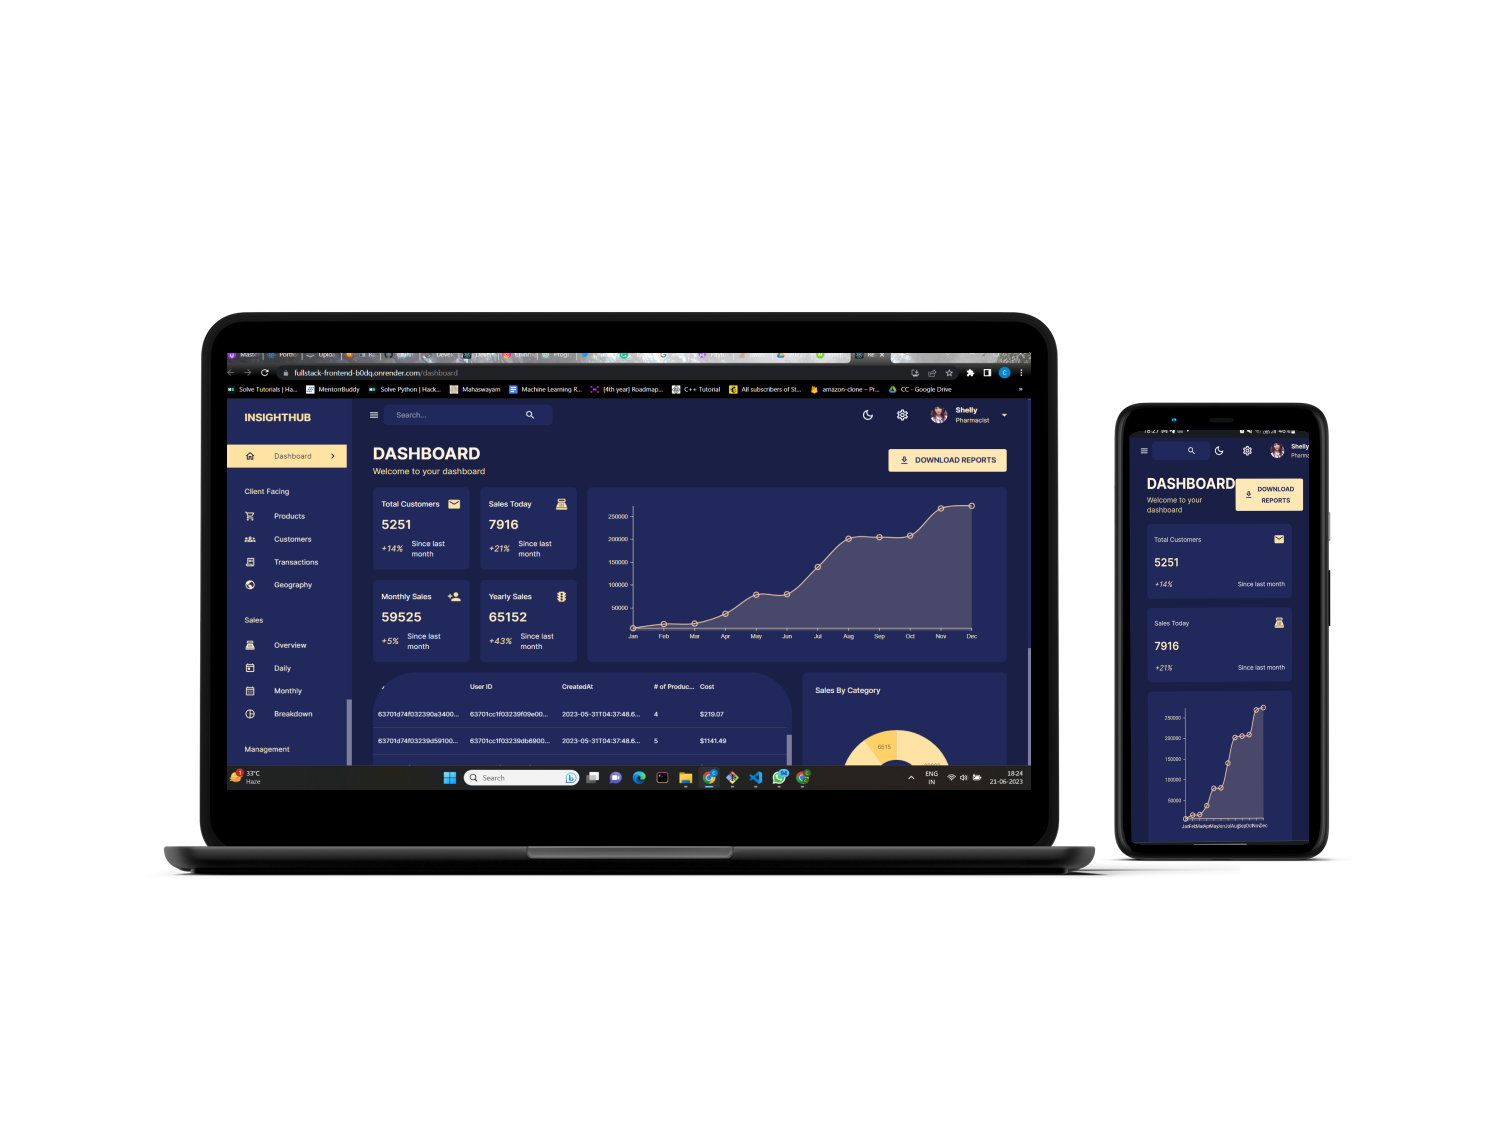 fullstack-frontend-b0dq.onrender.com/dashboard
Solve Tutorials | Ha... MentorrBuddy Solve Python | Hack... Mahaswayam Machine Learning R... [4th year] Roadmap... C++ Tutorial All subscribers of St... amazon-clone – Pr... CC - Google Drive »
INSIGHTHUB
Search...
Shelly
Pharmacist
Dashboard
Client Facing
Products
Customers
Transactions
Geography
Sales
Overview
Daily
Monthly
Breakdown
Management
DASHBOARD
Welcome to your dashboard
DOWNLOAD REPORTS
Total Customers
5251
+14% Since last
month
Sales Today
7916
+21% Since last
month
Monthly Sales
59525
+5% Since last
month
Yearly Sales
65152
+43% Since last
month
250000
200000
150000
100000
50000
Jan Feb Mar Apr May Jun Jul Aug Sep Oct Nov Dec
User ID CreatedAt # of Produc... Cost
63701d74f032390a3400... 63701cc1f03239f09e00... 2023-05-31T04:37:48.6... 4 $219.07
63701d74f03239d59100... 63701cc1f03239db6900... 2023-05-31T04:37:48.6... 5 $1141.49
Sales By Category
6515
1
33°C
Haze
Search
ENG
IN
18:24
21-06-2023
18:27
Shelly
Pharma
DASHBOARD
Welcome to your
dashboard
DOWNLOAD
REPORTS
Total Customers
5251
+14% Since last month
Sales Today
7916
+21% Since last month
250000
200000
150000
100000
50000
JanFebMarAprMayJunJulAugSepOctNovDec